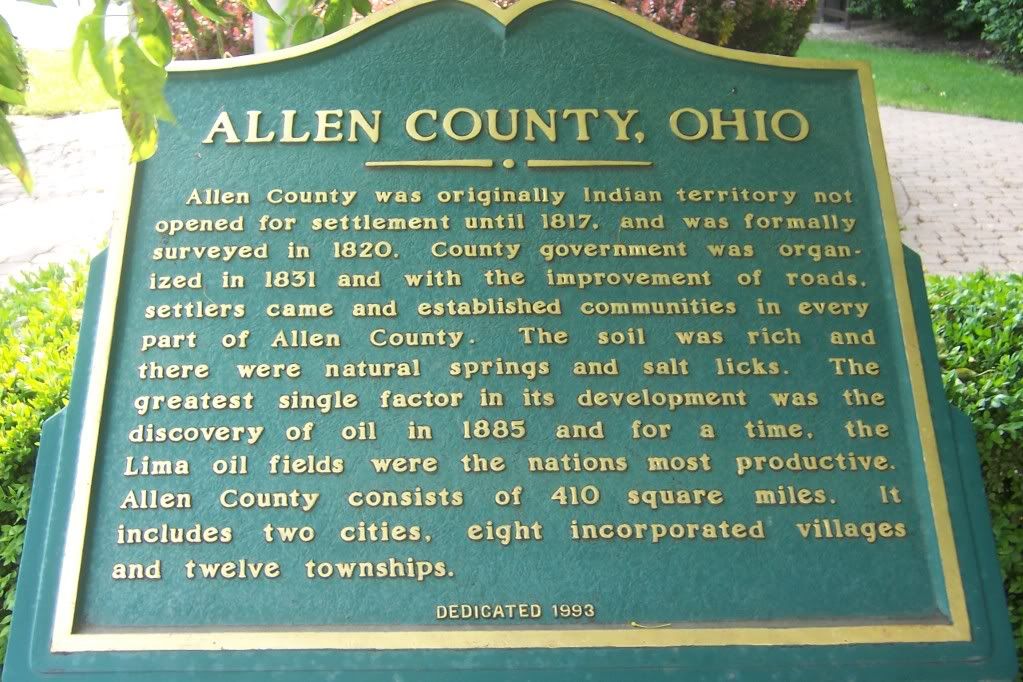 ALLEN COUNTY, OHIO
Allen County was originally Indian territory not
opened for settlement until 1817, and was formally
surveyed in 1820. County government was organ-
ized in 1831 and with the improvement of roads,
settlers came and established communities in every
part of Allen County. The soil was rich and
there were natural springs and salt licks. The
greatest single factor in its development was the
discovery of oil in 1885 and for a time, the
Lima oil fields were the nations most productive.
Allen County consists of 410 square miles. It
includes two cities, eight incorporated villages
and twelve townships.
DEDICATED 1993